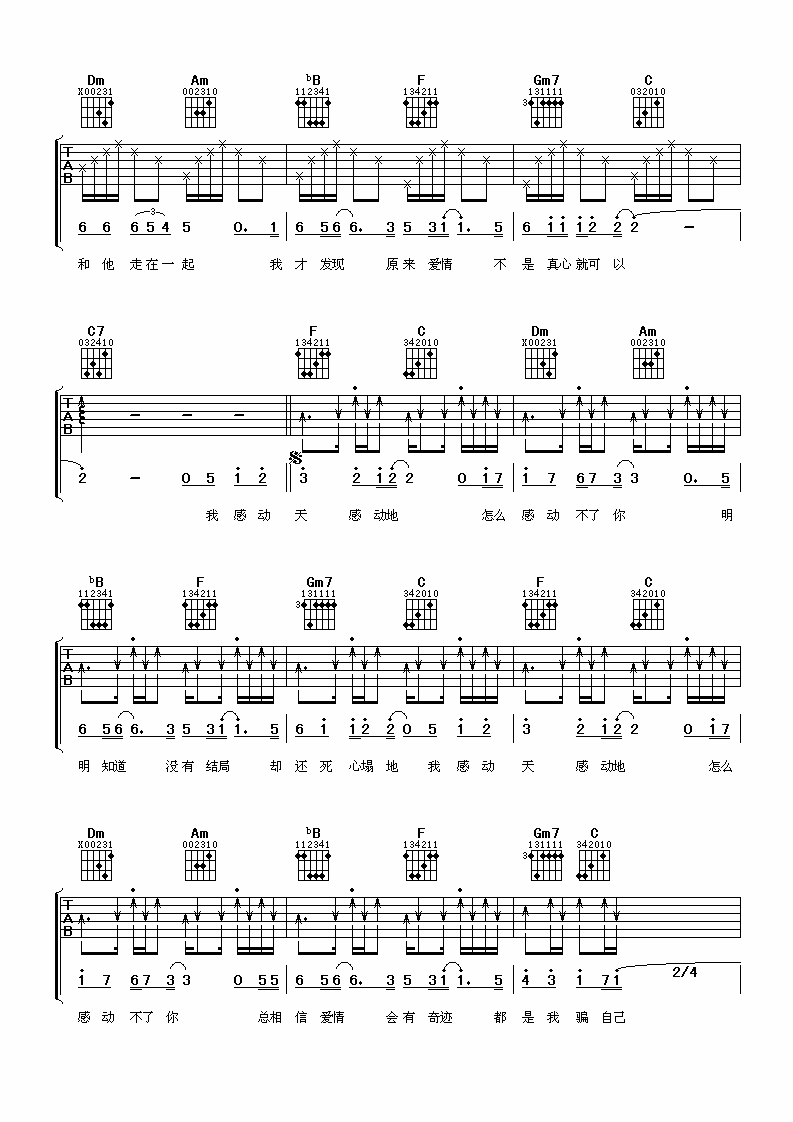 Dm Am ♭B F Gm7 C
X00231 002310 112341 134211 131111 032010
3
T
A
B
3
6 6 6 5 4 5 0. 1 6 5 6 6. 3 5 3 1 1 1. 5 6 1 1 1 2 2 2 -
和 他 走 在 一 起 我 才 发现 原 来 爱情 不 是 真心 就可 以
C7 F C Dm Am
032410 134211 342010 X00231 002310
T
A
B
- - -
2 - 0 5 1 2 3 2 1 2 2 0 1 7 1 7 6 7 3 3 0. 5
我 感 动 天 感 动地 怎么 感 动 不了 你 明
♭B F Gm7 C F C
112341 134211 131111 342010 134211 342010
3
T
A
B
6 5 6 6. 3 5 3 1 1. 5 6 1 1 2 2 0 5 1 2 3 2 1 2 2 0 1 7
明 知道 没 有 结局 却 还 死 心塌 地 我 感 动 天 感 动地 怎么
Dm Am ♭B F Gm7 C
X00231 002310 112341 134211 131111 342010
3
T
A
B
1 7 6 7 3 3 0 5 5 6 5 6 6. 3 5 3 1 1. 5 4 3 1 7 1 2/4
感 动 不了 你 总相 信 爱情 会 有 奇迹 都 是 我 骗 自己